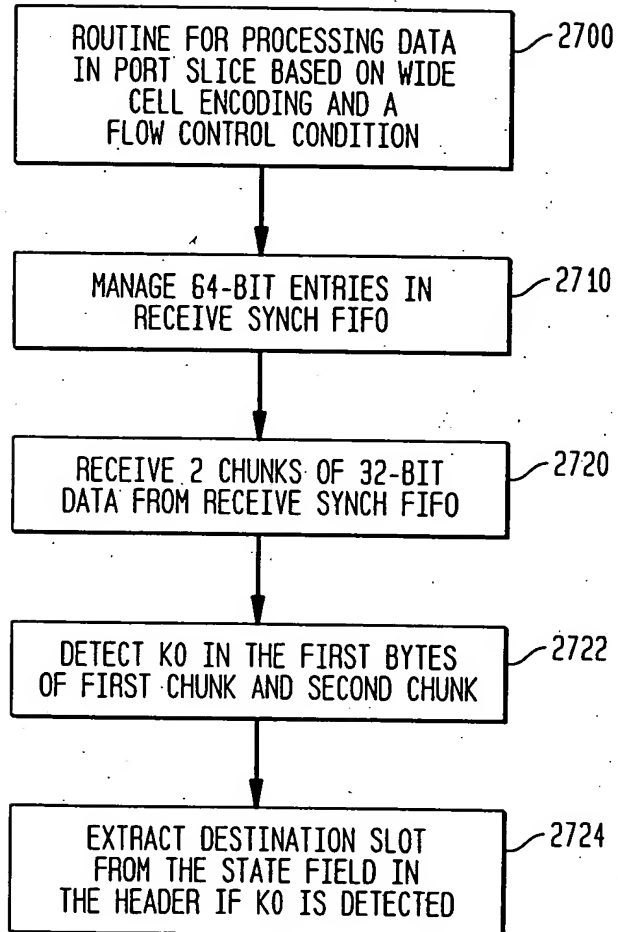 ROUTINE FOR PROCESSING DATA
IN PORT SLICE BASED ON WIDE
CELL ENCODING AND A
FLOW CONTROL CONDITION
2700
MANAGE 64-BIT ENTRIES IN
RECEIVE SYNCH FIFO
2710
RECEIVE 2 CHUNKS OF 32-BIT
DATA FROM RECEIVE SYNCH FIFO
2720
DETECT K0 IN THE FIRST BYTES
OF FIRST CHUNK AND SECOND CHUNK
2722
EXTRACT DESTINATION SLOT
FROM THE STATE FIELD IN
THE HEADER IF K0 IS DETECTED
2724